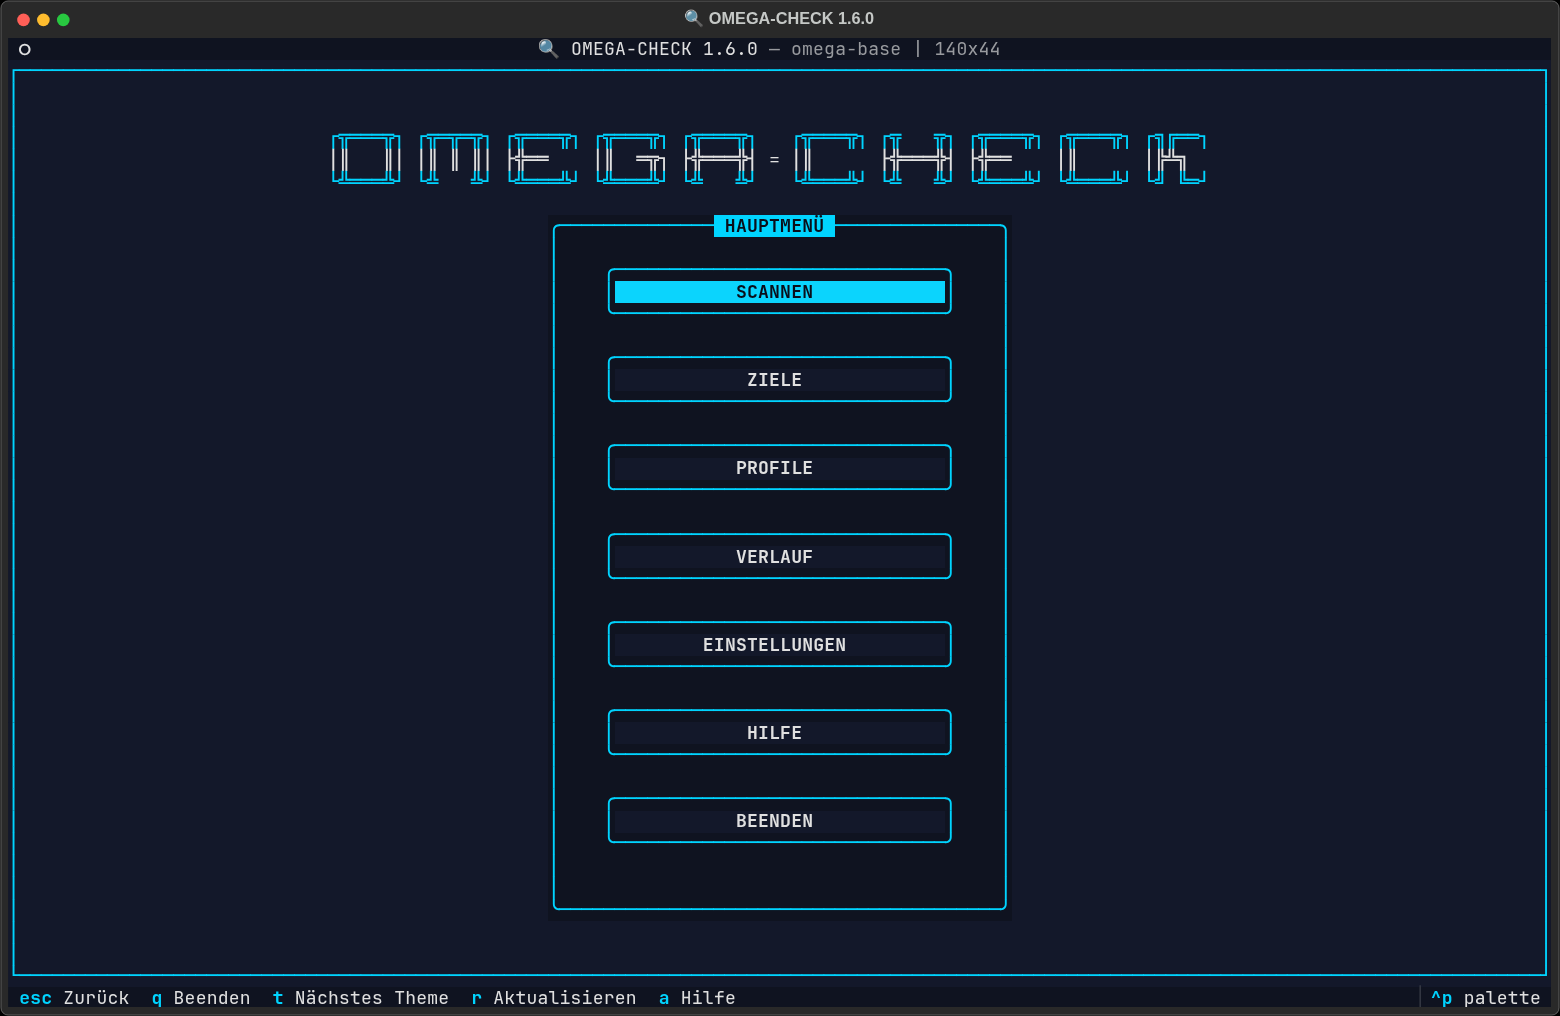 🔍 OMEGA-CHECK 1.6.0
🔍 OMEGA-CHECK 1.6.0 — omega-base | 140x44
OMEGA-CHECK
HAUPTMENÜ
SCANNEN
ZIELE
PROFILE
VERLAUF
EINSTELLUNGEN
HILFE
BEENDEN
esc Zurück q Beenden t Nächstes Theme r Aktualisieren a Hilfe ^p palette